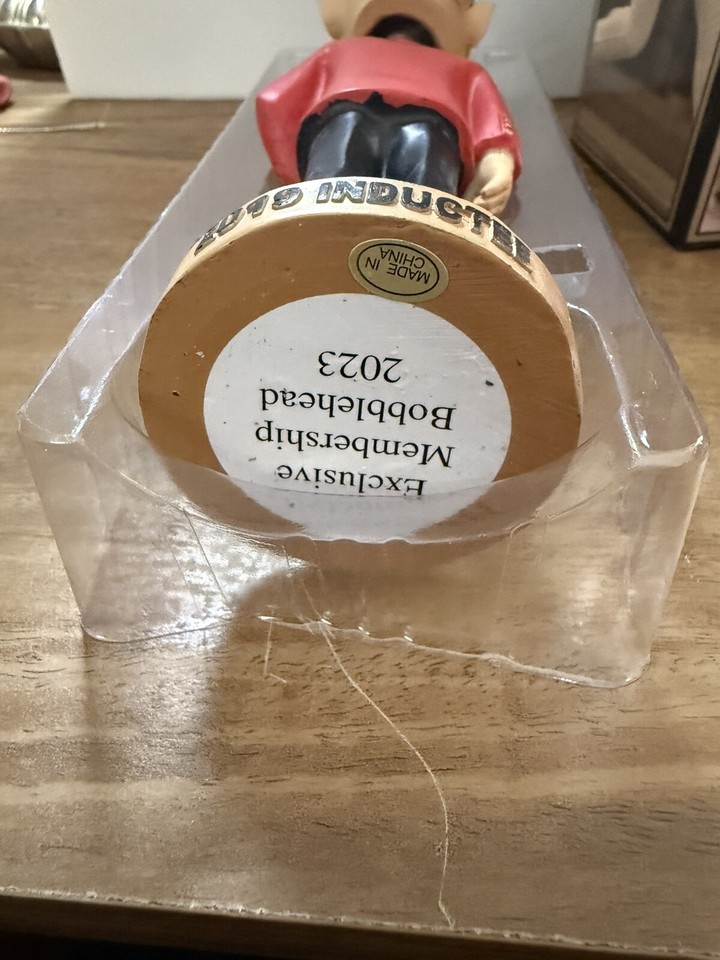 2019 INDUCTEE
MADE IN
CHINA
Exclusive
Membership
Bobblehead
2023